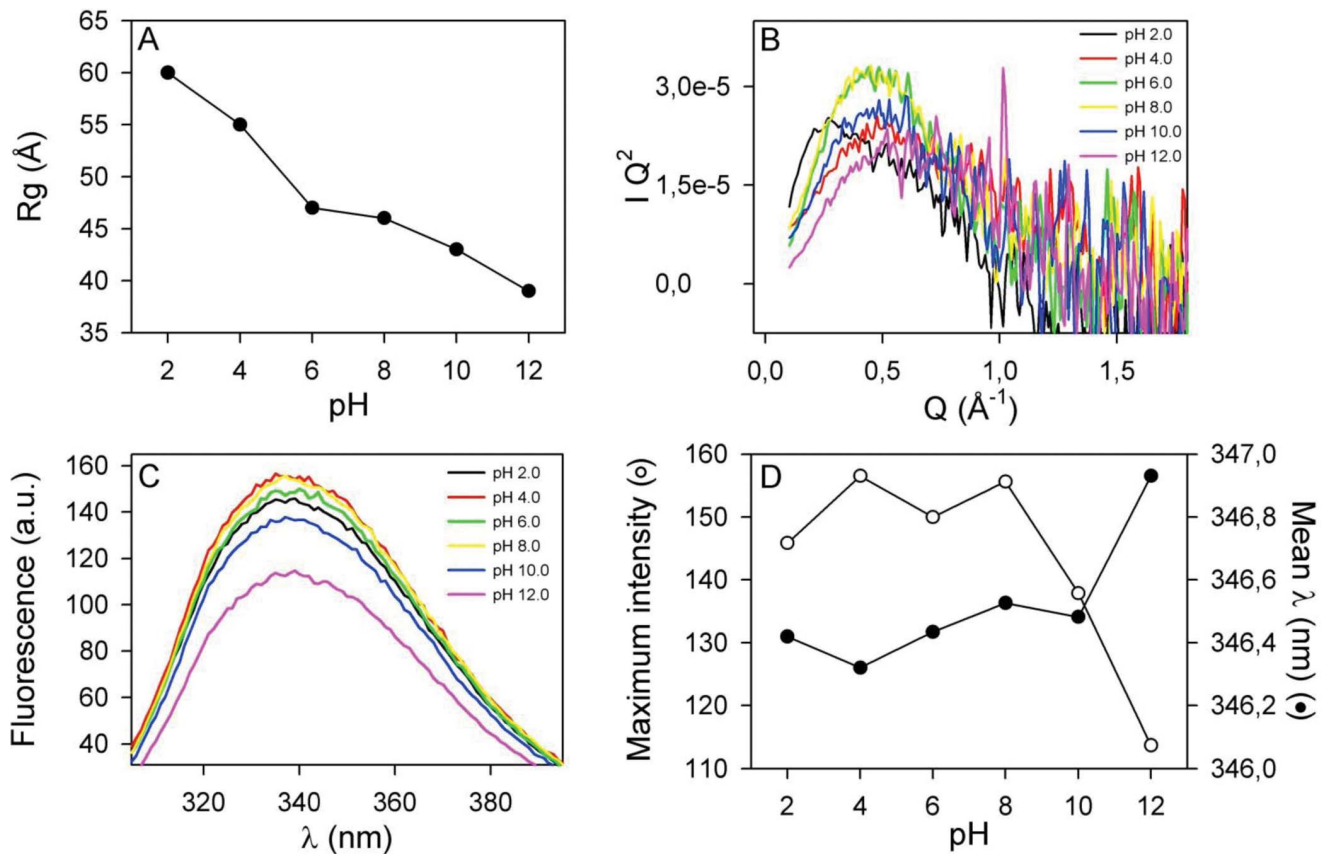 A
Rg (Å)
65
60
55
50
45
40
35
2 4 6 8 10 12
pH
B
I Q²
3.0e-5
1.5e-5
0,0
pH 2.0
pH 4.0
pH 6.0
pH 8.0
pH 10.0
pH 12.0
0,0 0,5 1,0 1,5
Q (Å⁻¹)
C
Fluorescence (a.u.)
160
140
120
100
80
60
40
pH 2.0
pH 4.0
pH 6.0
pH 8.0
pH 10.0
pH 12.0
320 340 360 380
λ (nm)
D
Maximum intensity (○)
160
150
140
130
120
110
347,0
346,8
346,6
346,4
346,2
346,0
Mean λ (nm) (●)
2 4 6 8 10 12
pH